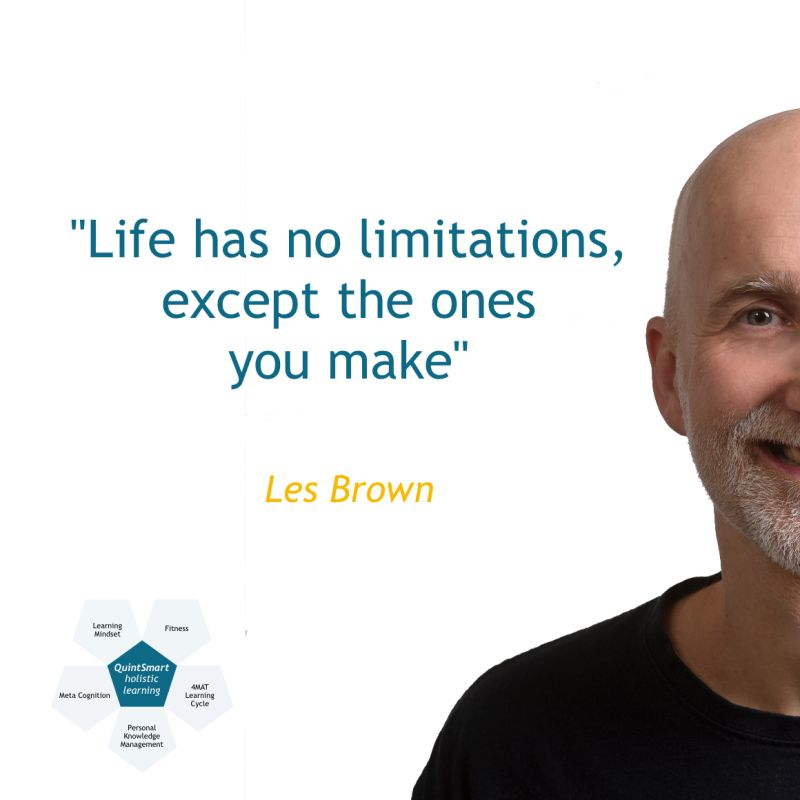 "Life has no limitations,
except the ones
you make"
Les Brown
Learning
Mindset
Fitness
QuintSmart
holistic
learning
Meta Cognition
4MAT
Learning
Cycle
Personal
Knowledge
Management